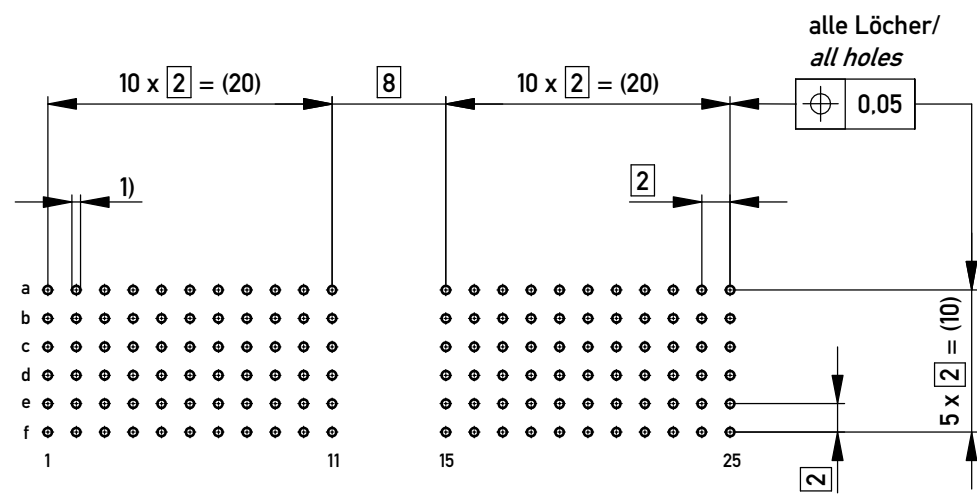 alle Löcher/
all holes
10 x 2 = (20)
8
10 x 2 = (20)
0,05
1)
2
a
b
c
d
e
f
5 x 2 = (10)
2
1
11
15
25